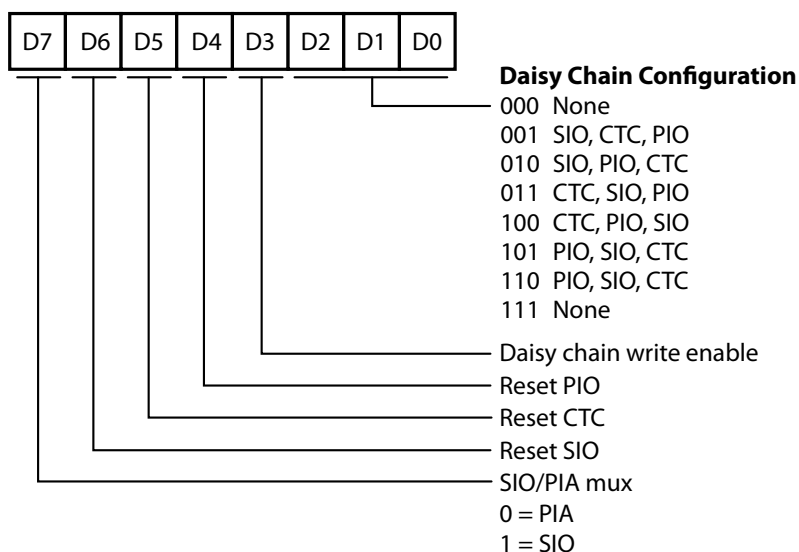 D7 D6 D5 D4 D3 D2 D1 D0
Daisy Chain Configuration
000 None
001 SIO, CTC, PIO
010 SIO, PIO, CTC
011 CTC, SIO, PIO
100 CTC, PIO, SIO
101 PIO, SIO, CTC
110 PIO, SIO, CTC
111 None
Daisy chain write enable
Reset PIO
Reset CTC
Reset SIO
SIO/PIA mux
0 = PIA
1 = SIO